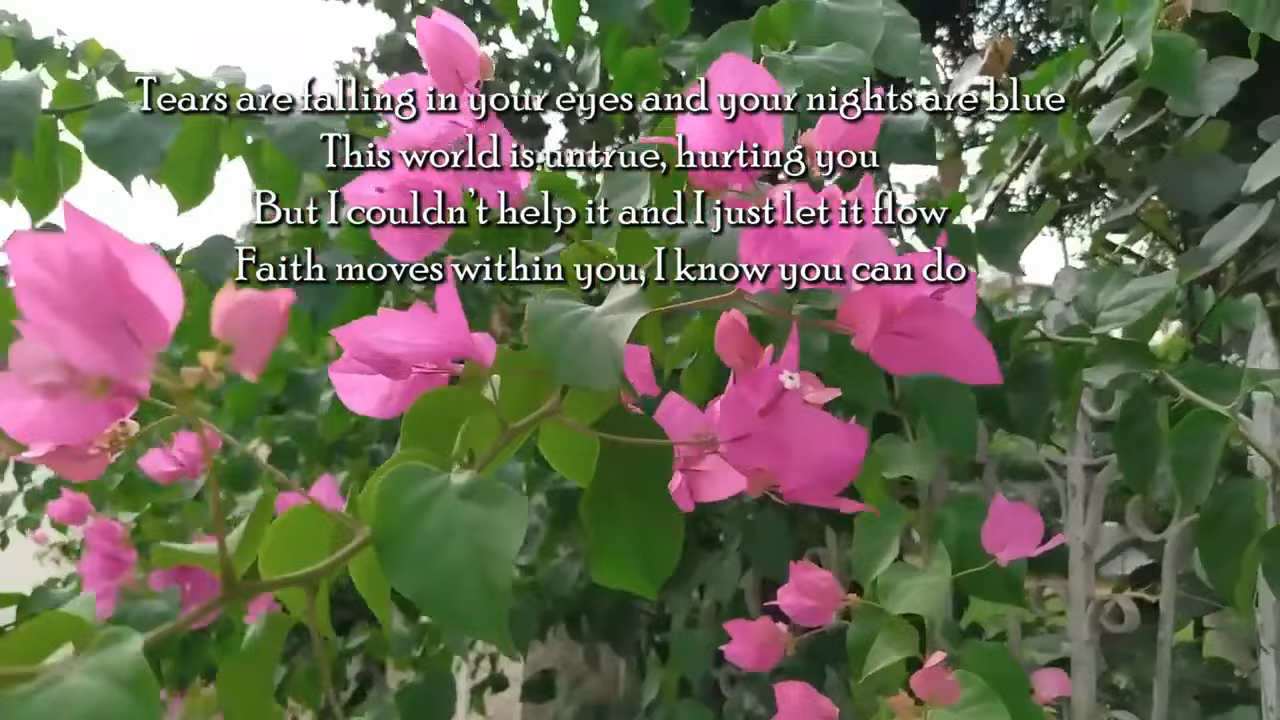 Tears are falling in your eyes and your nights are blue
This world is untrue, hurting you
But I couldn't help it and I just let it flow
Faith moves within you, I know you can do